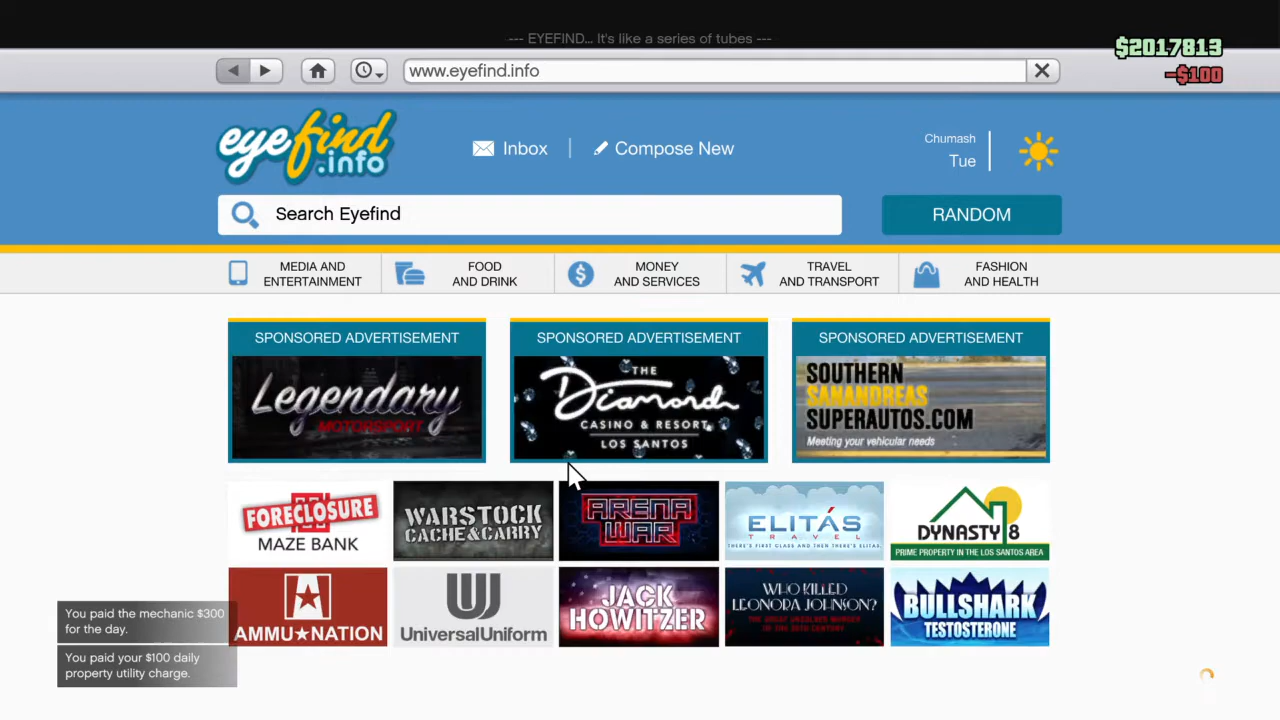 --- EYEFIND... It's like a series of tubes ---
$2017813
-$100
www.eyefind.info
eyefind
.info
Inbox
Compose New
Chumash
Tue
Search Eyefind
RANDOM
MEDIA AND
ENTERTAINMENT
FOOD
AND DRINK
MONEY
AND SERVICES
TRAVEL
AND TRANSPORT
FASHION
AND HEALTH
SPONSORED ADVERTISEMENT
Legendary
MOTORSPORT
SPONSORED ADVERTISEMENT
THE
Diamond
CASINO & RESORT
LOS SANTOS
SPONSORED ADVERTISEMENT
SOUTHERN
SANANDREAS
SUPERAUTOS.COM
Meeting your vehicular needs
FORECLOSURE
MAZE BANK
WARSTOCK
CACHE & CARRY
ARENA
WAR
ELITÁS
TRAVEL
THERE'S FIRST CLASS AND THEN THERE'S ELITAS.
DYNASTY 8
PRIME PROPERTY IN THE LOS SANTOS AREA
AMMU★NATION
UniversalUniform
JACK
HOWITZER
WHO KILLED
LEONORA JOHNSON?
THE GREAT UNSOLVED MURDER
IN THE 20TH CENTURY
BULLSHARK
TESTOSTERONE
You paid the mechanic $300
for the day.
You paid your $100 daily
property utility charge.